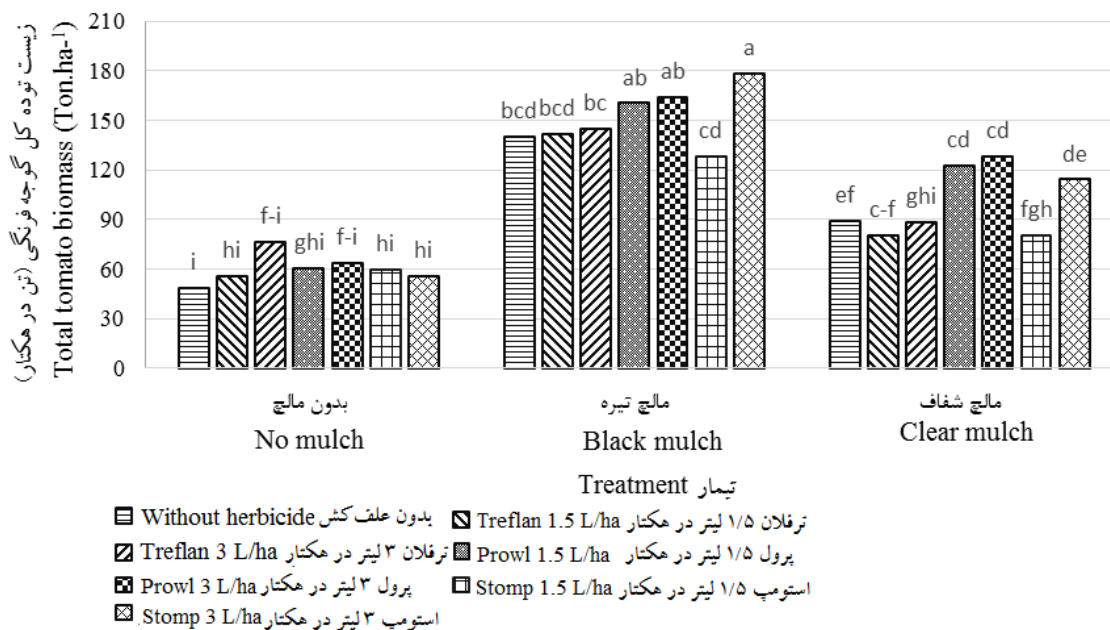 زیست توده کل گوجه فرنگی (تن در هکتار)
Total tomato biomass (Ton.ha-1)
210
180
150
120
90
60
30
0
i
hi
f-i
ghi
f-i
hi
hi
bcd
bcd
bc
ab
ab
cd
a
ef
c-f
ghi
cd
cd
fgh
de
بدون مالچ
No mulch
مالچ تیره
Black mulch
مالچ شفاف
Clear mulch
تیمار Treatment
Without herbicide بدون علف کش
Treflan 1.5 L/ha ترفلان ۱/۵ لیتر در هکتار
Treflan 3 L/ha ترفلان ۳ لیتر در هکتار
Prowl 1.5 L/ha پرول ۱/۵ لیتر در هکتار
Prowl 3 L/ha پرول ۳ لیتر در هکتار
Stomp 1.5 L/ha استومپ ۱/۵ لیتر در هکتار
Stomp 3 L/ha استومپ ۳ لیتر در هکتار.